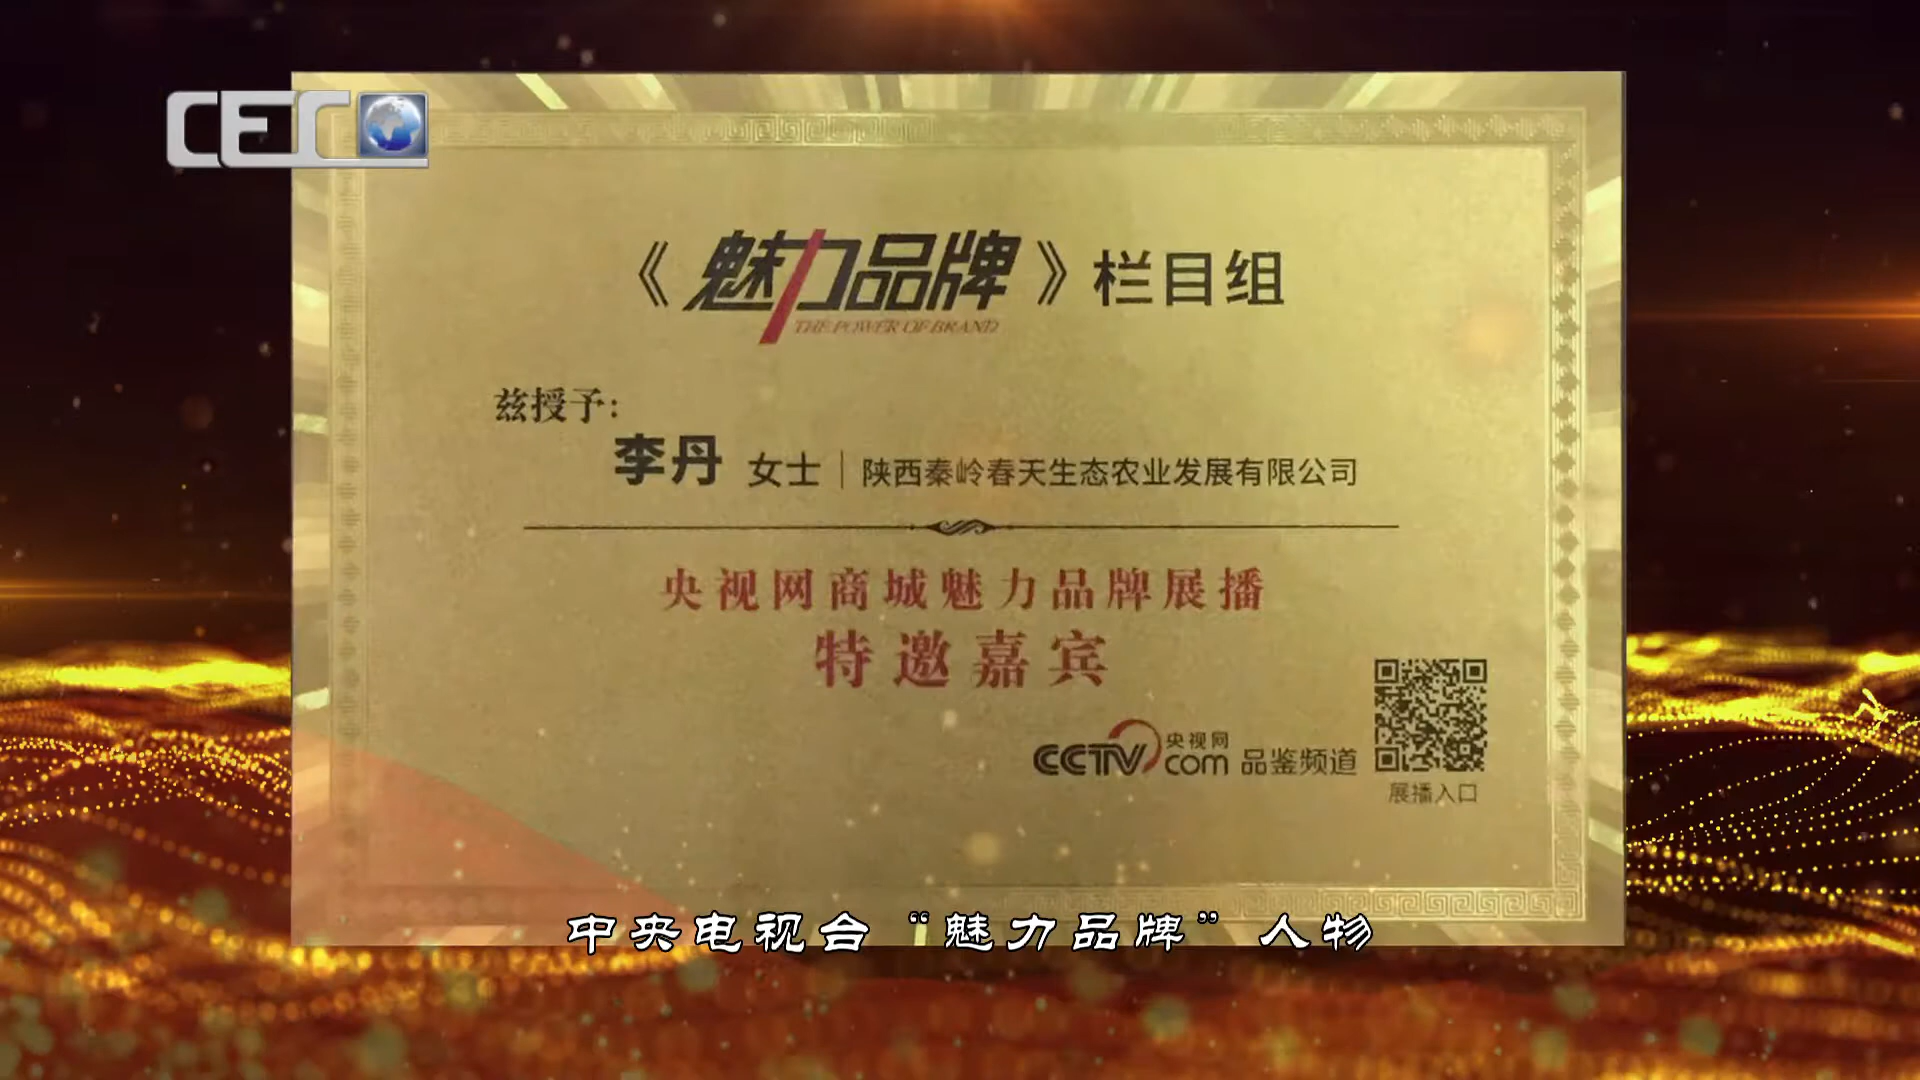 CETC
《魅力品牌》栏目组
THE POWER OF BRAND
兹授予：
李丹 女士｜陕西秦岭春天生态农业发展有限公司
央视网商城魅力品牌展播
特邀嘉宾
CCTV.com 央视网 品鉴频道
展播入口
中央电视台“魅力品牌”人物